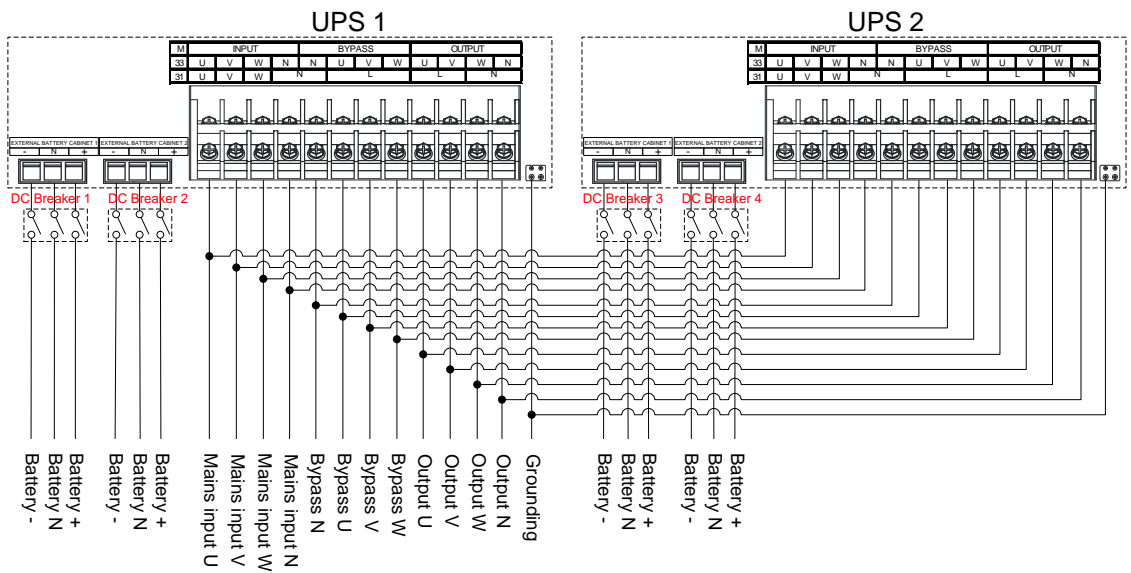 UPS 1
UPS 2
M INPUT BYPASS OUTPUT
33 U V W N N U V W U V W N
31 U V W N L L N
M INPUT BYPASS OUTPUT
33 U V W N N U V W U V W N
31 U V W N L L N
EXTERNAL BATTERY CABINET 1
- N +
EXTERNAL BATTERY CABINET 2
- N +
EXTERNAL BATTERY CABINET 1
- N +
EXTERNAL BATTERY CABINET 2
- N +
DC Breaker 1
DC Breaker 2
DC Breaker 3
DC Breaker 4
Battery -
Battery N
Battery +
Battery -
Battery N
Battery +
Mains input U
Mains input V
Mains input W
Mains input N
Bypass N
Bypass U
Bypass V
Bypass W
Output U
Output V
Output W
Output N
Grounding
Battery -
Battery N
Battery +
Battery -
Battery N
Battery +